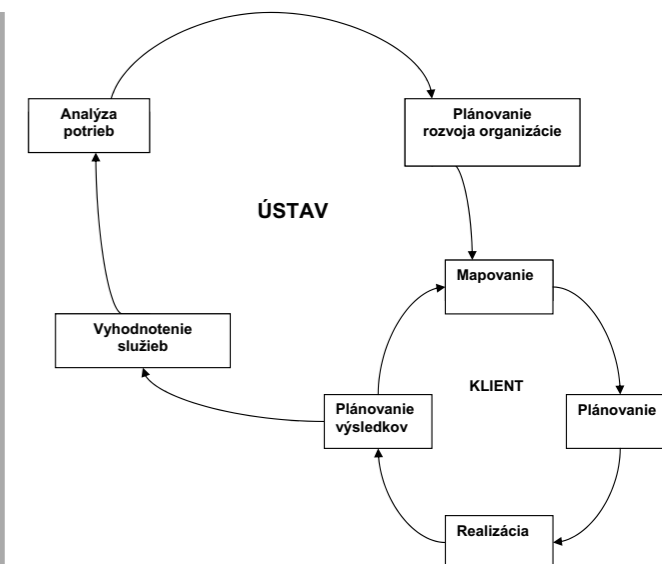 Analýza
potrieb
Plánovanie
rozvoja organizácie
ÚSTAV
Mapovanie
Vyhodnotenie
služieb
KLIENT
Plánovanie
výsledkov
Plánovanie
Realizácia